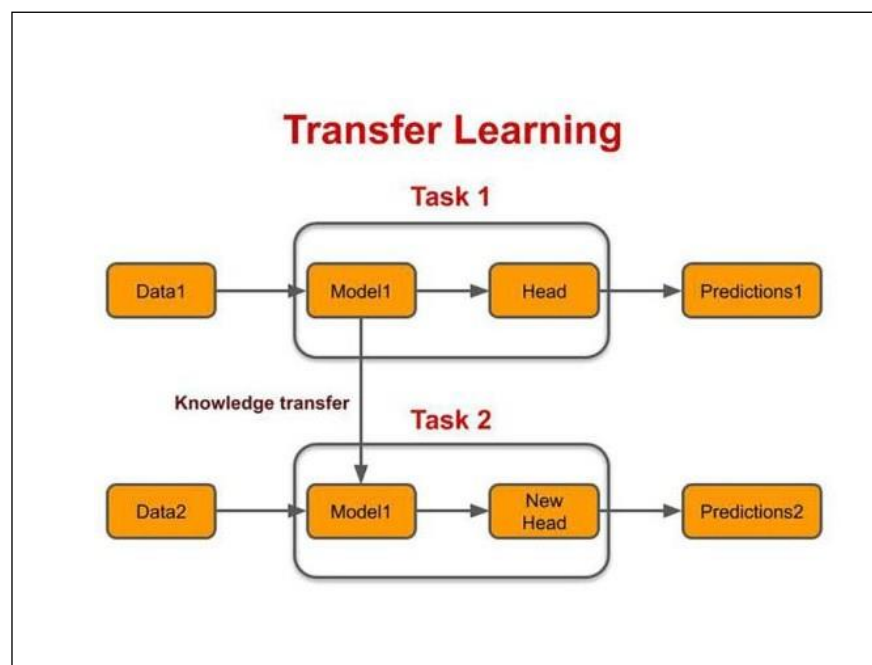 Transfer Learning
Task 1
Data1
Model1
Head
Predictions1
Knowledge transfer
Task 2
Data2
Model1
New
Head
Predictions2